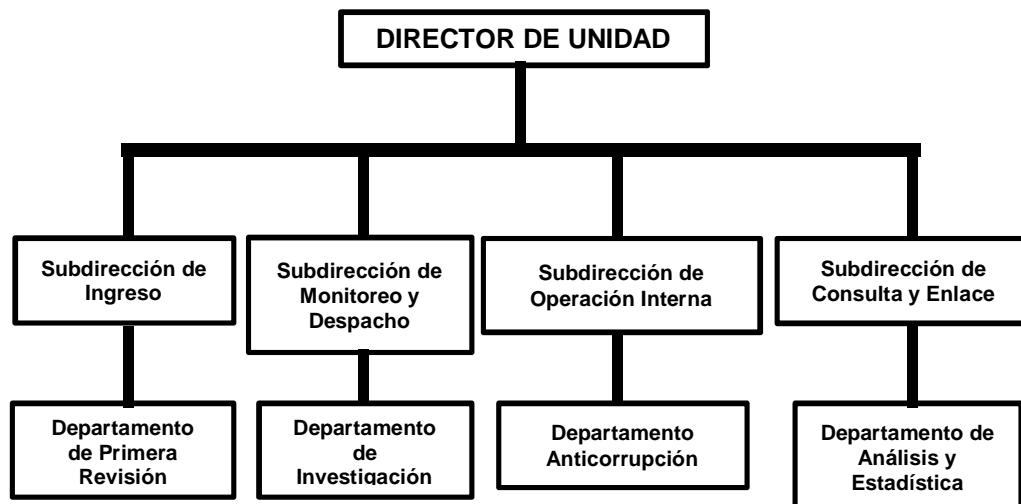 DIRECTOR DE UNIDAD
Subdirección de
Ingreso
Subdirección de
Monitoreo y
Despacho
Subdirección de
Operación Interna
Subdirección de
Consulta y Enlace
Departamento
de Primera
Revisión
Departamento
de
Investigación
Departamento
Anticorrupción
Departamento de
Análisis y
Estadística